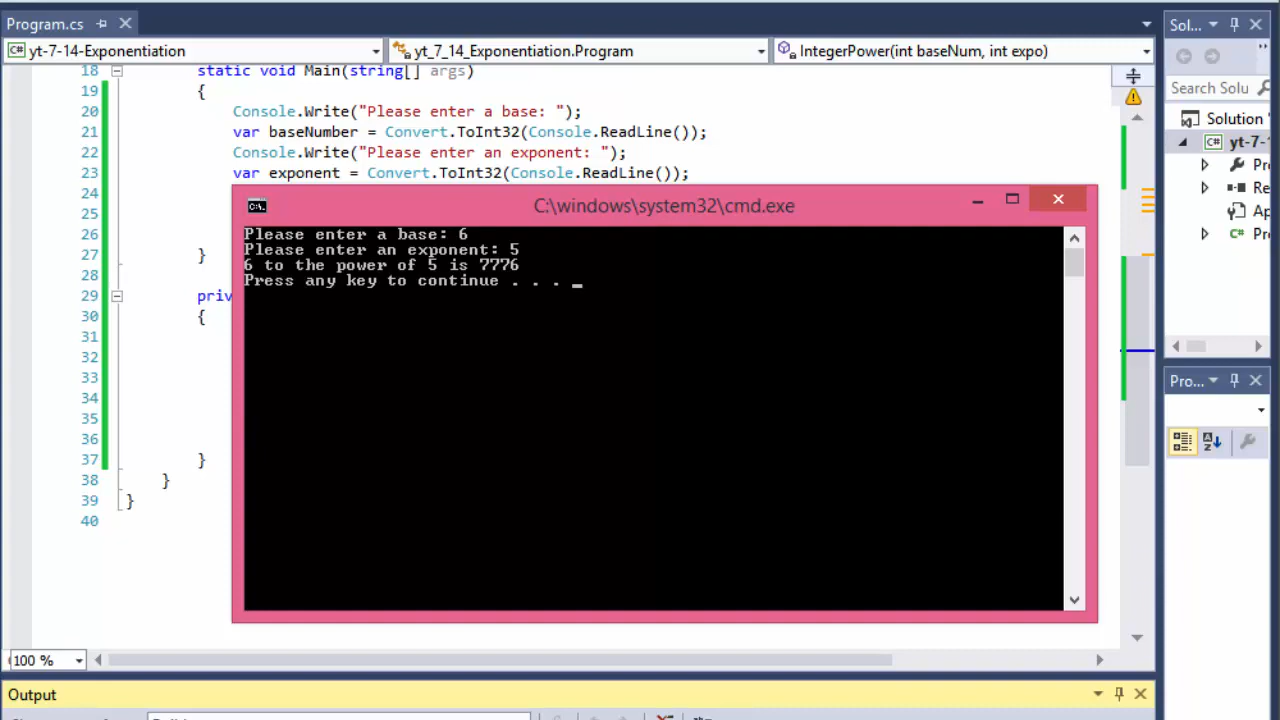 Program.cs
Sol...
yt-7-14-Exponentiation
yt_7_14_Exponentiation.Program
IntegerPower(int baseNum, int expo)
Search Solu
Solution
yt-7-1
Pr
Re
Ap
Pr
18 static void Main(string[] args)
19 {
20 Console.Write("Please enter a base: ");
21 var baseNumber = Convert.ToInt32(Console.ReadLine());
22 Console.Write("Please enter an exponent: ");
23 var exponent = Convert.ToInt32(Console.ReadLine());
24
25
26
27 }
28
29 priv
30 {
31
32
33
34
35
36
37 }
38 }
39 }
40
C:\windows\system32\cmd.exe
Please enter a base: 6
Please enter an exponent: 5
6 to the power of 5 is 7776
Press any key to continue . . . _
Pro...
100 %
Output